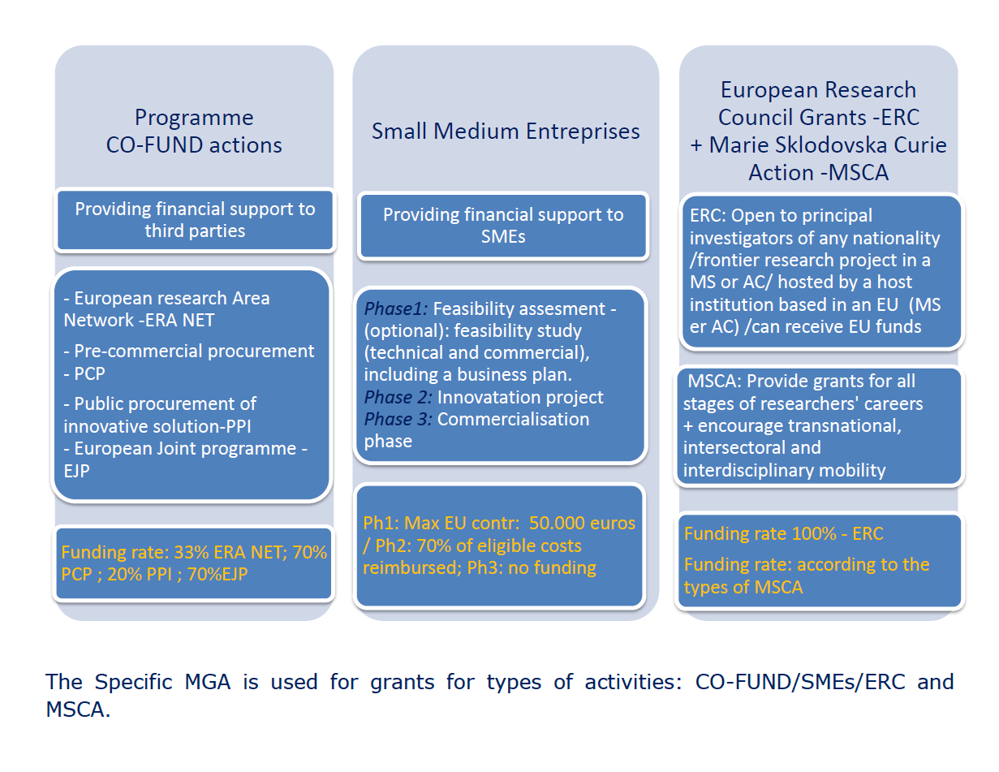 Programme
CO-FUND actions
Providing financial support to
third parties
- European research Area
Network -ERA NET
- Pre-commercial procurement
- PCP
- Public procurement of
innovative solution-PPI
- European Joint programme -
EJP
Funding rate: 33% ERA NET; 70%
PCP ; 20% PPI ; 70%EJP
Small Medium Entreprises
Providing financial support to
SMEs
Phase1: Feasibility assesment -
(optional): feasibility study
(technical and commercial),
including a business plan.
Phase 2: Innovatation project
Phase 3: Commercialisation
phase
Ph1: Max EU contr:  50.000 euros
/ Ph2: 70% of eligible costs
reimbursed; Ph3: no funding
European Research
Council Grants -ERC
+ Marie Sklodovska Curie
Action -MSCA
ERC: Open to principal
investigators of any nationality
/frontier research project in a
MS or AC/ hosted by a host
institution based in an EU  (MS
er AC) /can receive EU funds
MSCA: Provide grants for all
stages of researchers' careers
+ encourage transnational,
intersectoral and
interdisciplinary mobility
Funding rate 100% - ERC
Funding rate: according to the
types of MSCA
The Specific MGA is used for grants for types of activities: CO-FUND/SMEs/ERC and
MSCA.